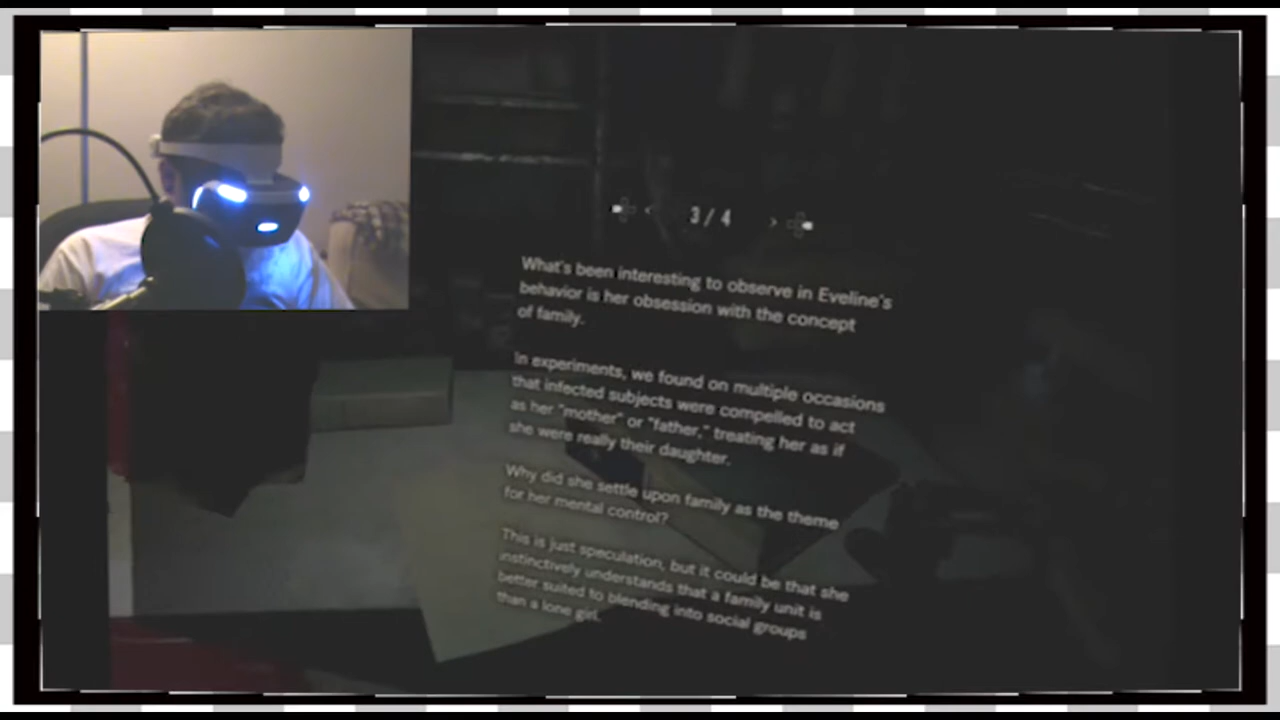 3 / 4
What's been interesting to observe in Eveline's
behavior is her obsession with the concept
of family.
In experiments, we found on multiple occasions
that infected subjects were compelled to act
as her "mother" or "father," treating her as if
she were really their daughter.
Why did she settle upon family as the theme
for her mental control?
This is just speculation, but it could be that she
instinctively understands that a family unit is
better suited to blending into social groups
than a lone girl.